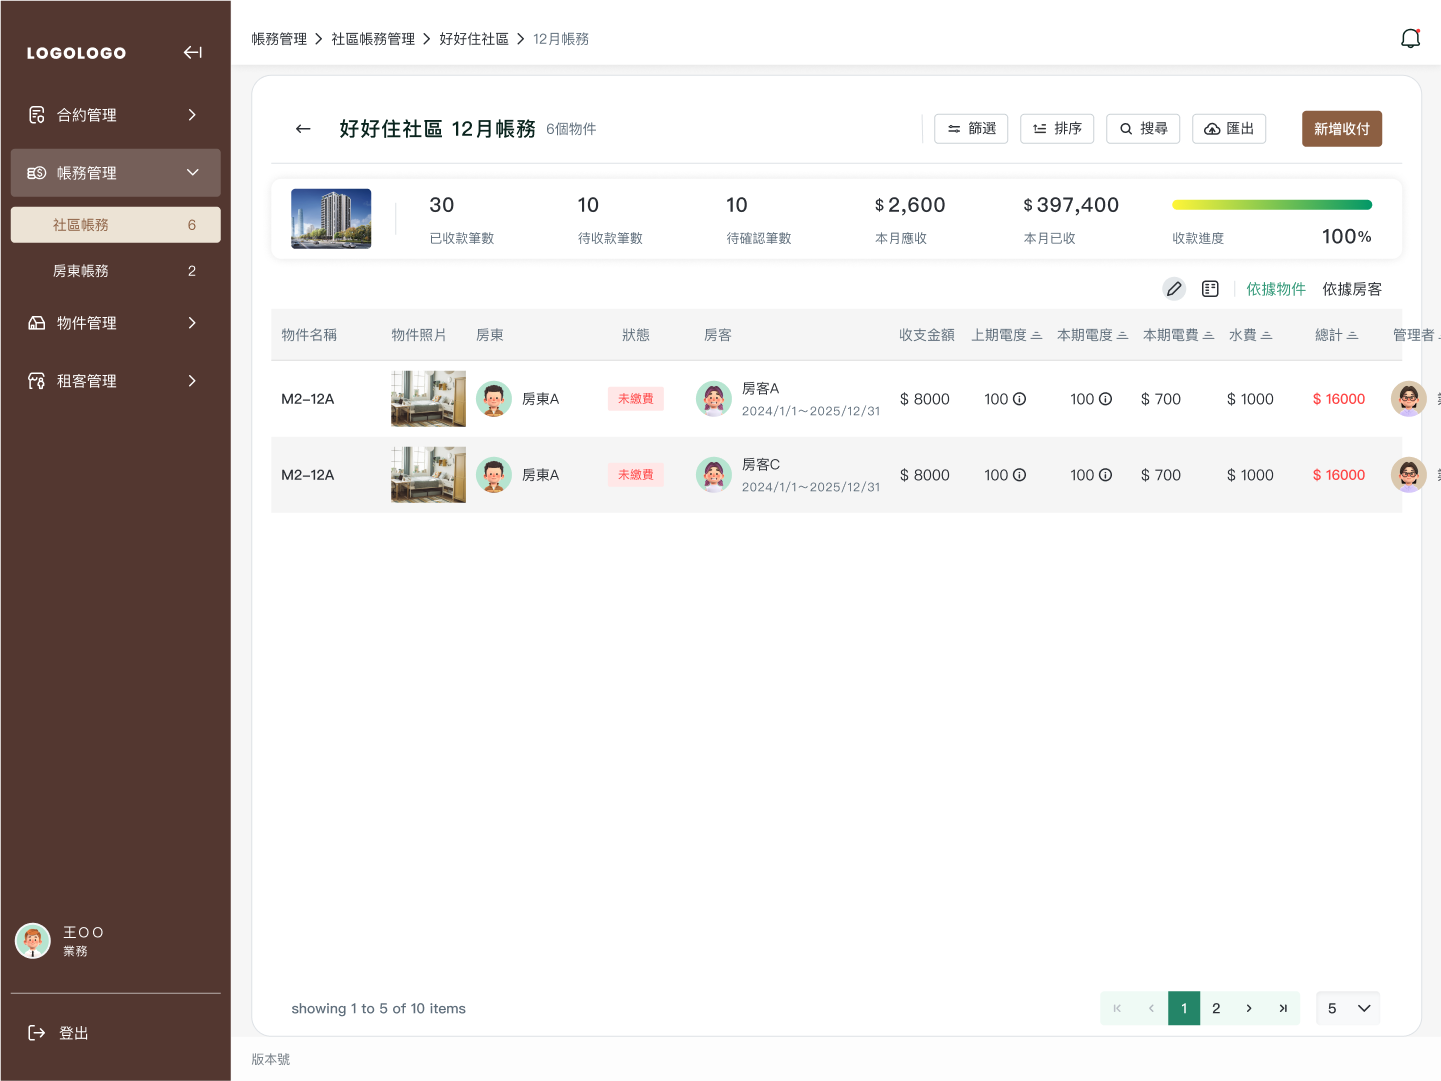 LOGOLOGO
合約管理
帳務管理
社區帳務 6
房東帳務 2
物件管理
租客管理
王〇〇
業務
登出
帳務管理 > 社區帳務管理 > 好好住社區 > 12月帳務
好好住社區 12月帳務 6個物件
篩選 排序 搜尋 匯出 新增收付
30 10 10 $ 2,600 $ 397,400
已收款筆數 待收款筆數 待確認筆數 本月應收 本月已收 收款進度 100%
依據物件 依據房客
物件名稱 物件照片 房東 狀態 房客 收支金額 上期電度 本期電度 本期電費 水費 總計 管理者
M2-12A 房東A 未繳費 房客A $ 8000 100 100 $ 700 $ 1000 $ 16000
2024/1/1~2025/12/31
M2-12A 房東A 未繳費 房客C $ 8000 100 100 $ 700 $ 1000 $ 16000
2024/1/1~2025/12/31
showing 1 to 5 of 10 items
1 2 5
版本號